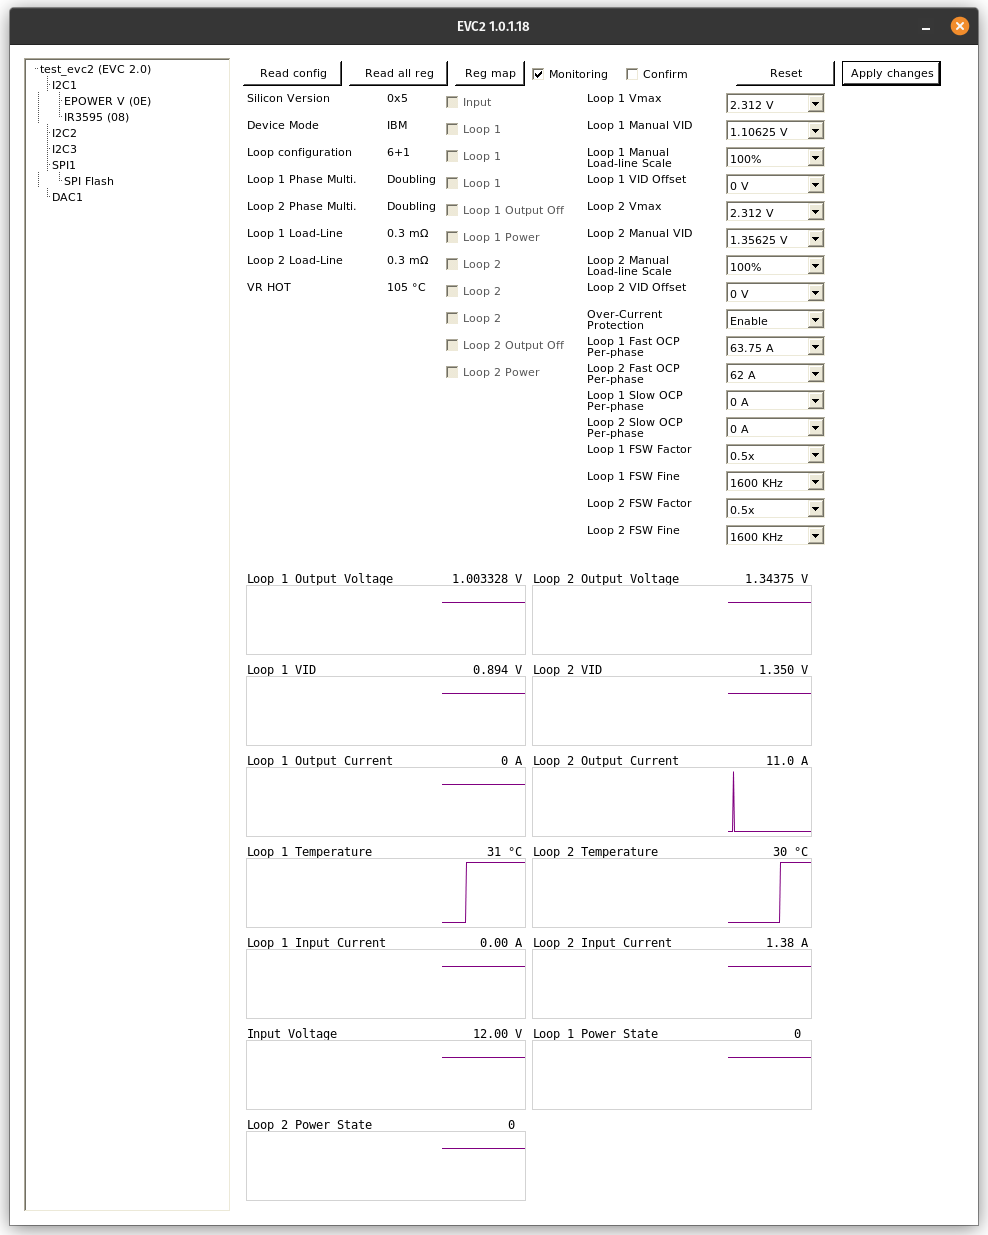 EVC2 1.0.1.18
test_evc2 (EVC 2.0)
I2C1
EPOWER V (0E)
IR3595 (08)
I2C2
I2C3
SPI1
SPI Flash
DAC1
Read config
Read all reg
Reg map
Monitoring
Confirm
Reset
Apply changes
Silicon Version 0x5
Device Mode IBM
Loop configuration 6+1
Loop 1 Phase Multi. Doubling
Loop 2 Phase Multi. Doubling
Loop 1 Load-Line 0.3 mΩ
Loop 2 Load-Line 0.3 mΩ
VR HOT 105 °C
Input
Loop 1
Loop 1
Loop 1
Loop 1 Output Off
Loop 1 Power
Loop 2
Loop 2
Loop 2
Loop 2 Output Off
Loop 2 Power
Loop 1 Vmax 2.312 V
Loop 1 Manual VID 1.10625 V
Loop 1 Manual
Load-line Scale 100%
Loop 1 VID Offset 0 V
Loop 2 Vmax 2.312 V
Loop 2 Manual VID 1.35625 V
Loop 2 Manual
Load-line Scale 100%
Loop 2 VID Offset 0 V
Over-Current
Protection Enable
Loop 1 Fast OCP
Per-phase 63.75 A
Loop 2 Fast OCP
Per-phase 62 A
Loop 1 Slow OCP
Per-phase 0 A
Loop 2 Slow OCP
Per-phase 0 A
Loop 1 FSW Factor 0.5x
Loop 1 FSW Fine 1600 KHz
Loop 2 FSW Factor 0.5x
Loop 2 FSW Fine 1600 KHz
Loop 1 Output Voltage 1.003328 V
Loop 2 Output Voltage 1.34375 V
Loop 1 VID 0.894 V
Loop 2 VID 1.350 V
Loop 1 Output Current 0 A
Loop 2 Output Current 11.0 A
Loop 1 Temperature 31 °C
Loop 2 Temperature 30 °C
Loop 1 Input Current 0.00 A
Loop 2 Input Current 1.38 A
Input Voltage 12.00 V
Loop 1 Power State 0
Loop 2 Power State 0